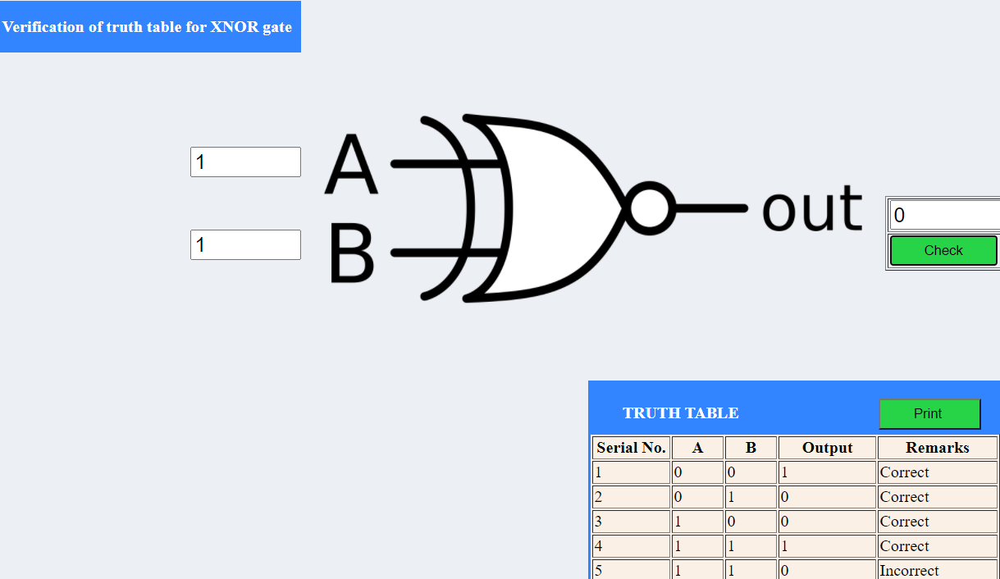 Verification of truth table for XNOR gate
1
A
1
B
out
0
Check
TRUTH TABLE
Print
Serial No. A B Output Remarks
1 0 0 1 Correct
2 0 1 0 Correct
3 1 0 0 Correct
4 1 1 1 Correct
5 1 1 0 Incorrect